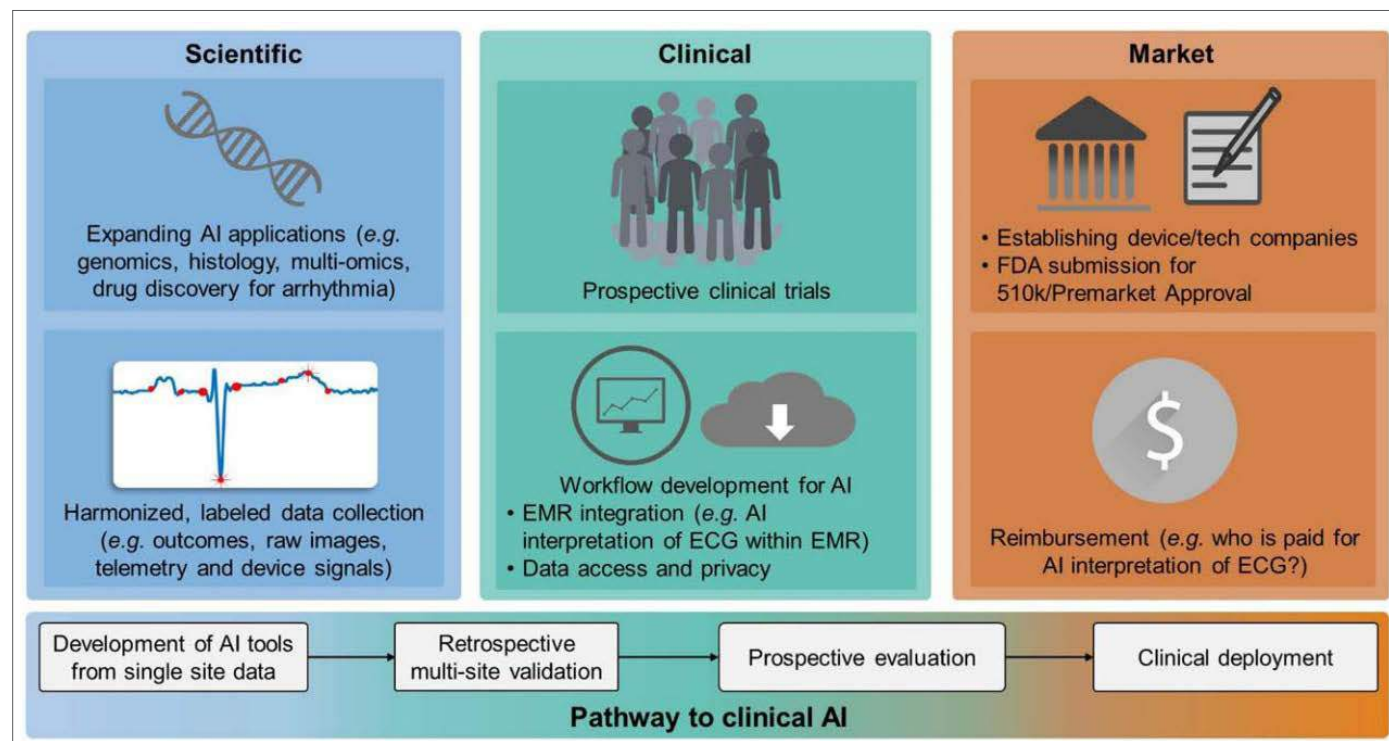 Scientific
Expanding AI applications (e.g.
genomics, histology, multi-omics,
drug discovery for arrhythmia)
Harmonized, labeled data collection
(e.g. outcomes, raw images,
telemetry and device signals)
Clinical
Prospective clinical trials
Workflow development for AI
• EMR integration (e.g. AI
interpretation of ECG within EMR)
• Data access and privacy
Market
• Establishing device/tech companies
• FDA submission for
510k/Premarket Approval
$
Reimbursement (e.g. who is paid for
AI interpretation of ECG?)
Development of AI tools
from single site data
Retrospective
multi-site validation
Prospective evaluation
Clinical deployment
Pathway to clinical AI